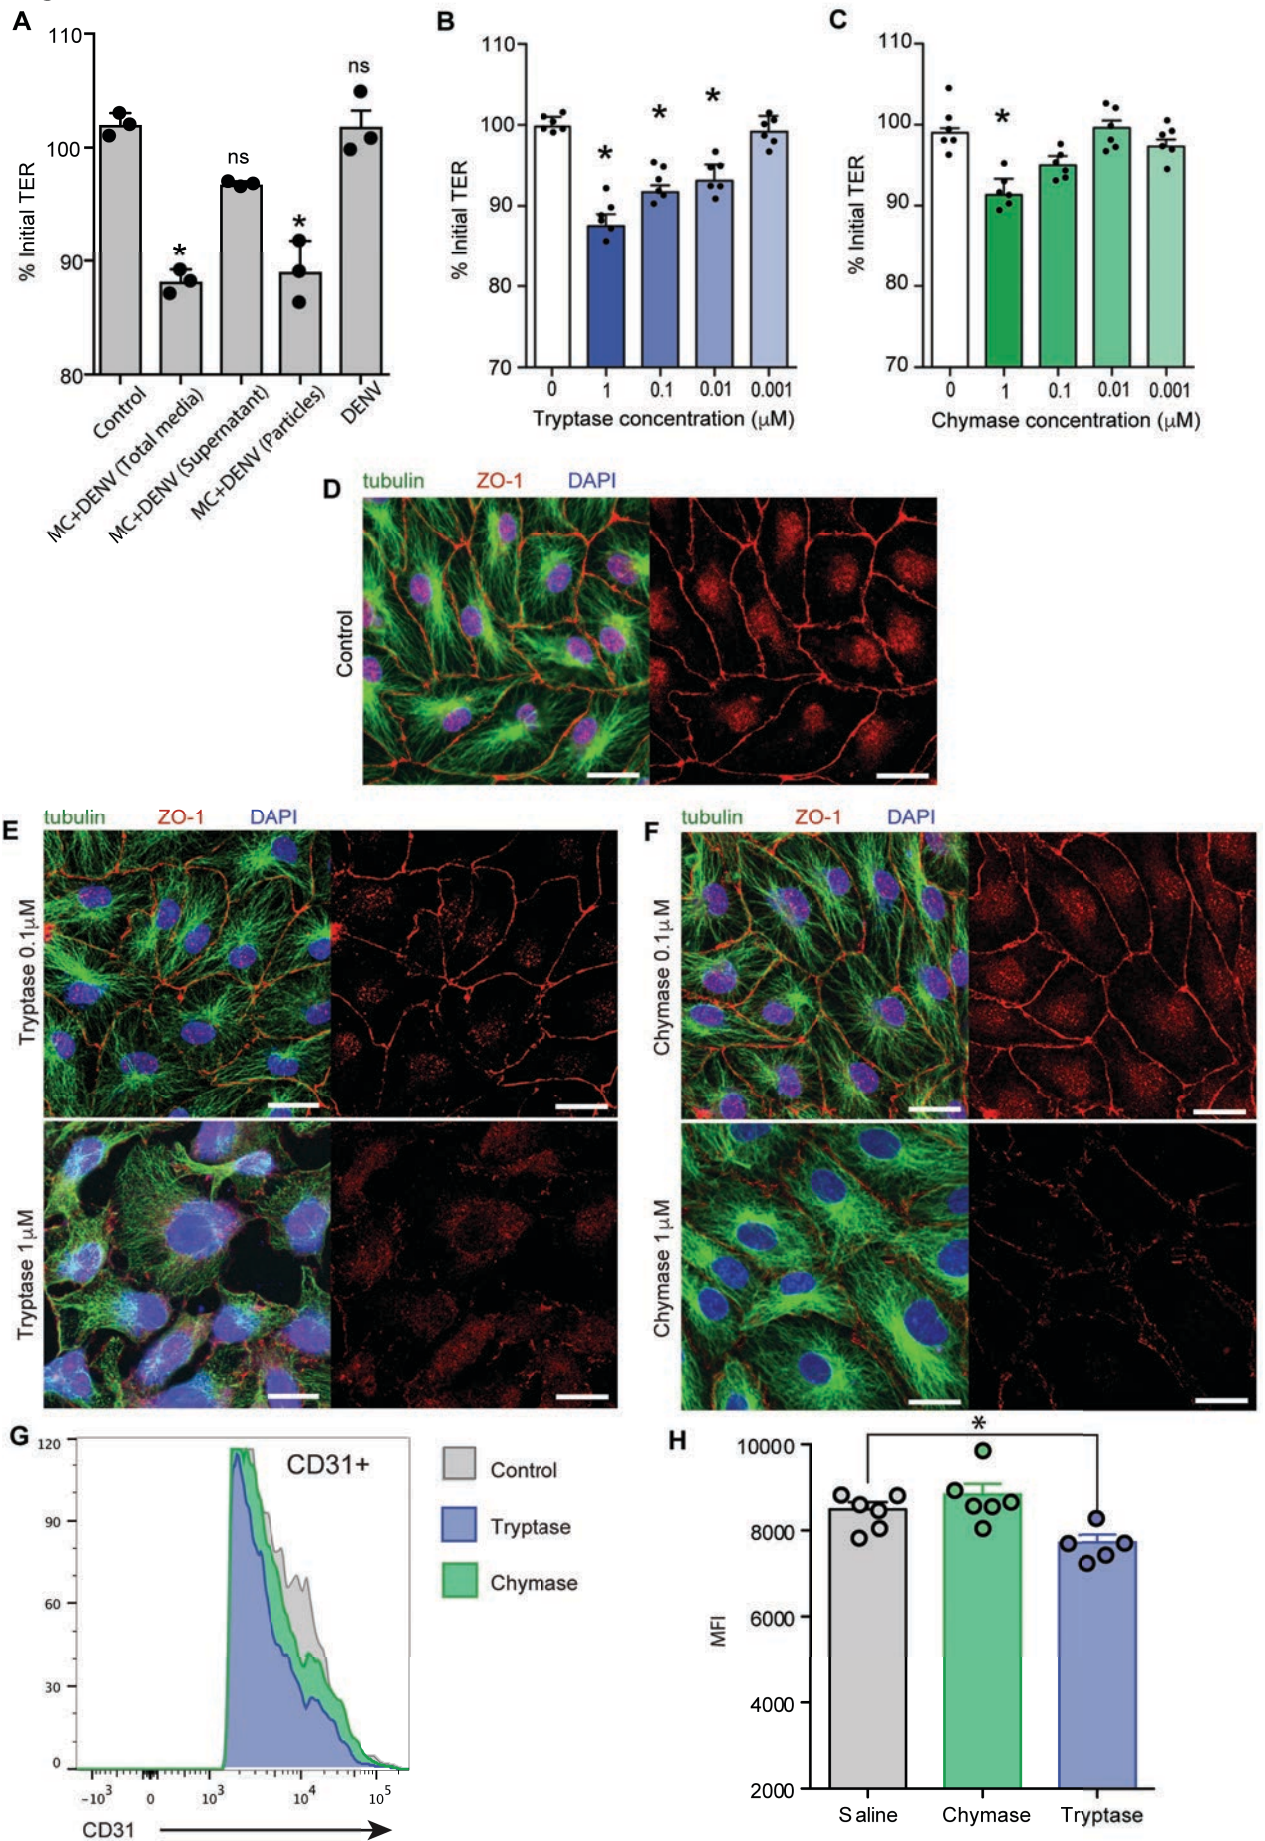 A
110
100
90
80
% Initial TER
*
ns
*
ns
Control
MC+DENV (Total media)
MC+DENV (Supernatant)
MC+DENV (Particles)
DENV
B
110
100
90
80
70
% Initial TER
*
*
*
0 1 0.1 0.01 0.001
Tryptase concentration (μM)
C
110
100
90
80
70
% Initial TER
*
0 1 0.1 0.01 0.001
Chymase concentration (μM)
D
tubulin ZO-1 DAPI
Control
E
tubulin ZO-1 DAPI
Tryptase 0.1μM
Tryptase 1μM
F
tubulin ZO-1 DAPI
Chymase 0.1μM
Chymase 1μM
G
120
90
60
30
0
CD31+
-10³ 0 10³ 10⁴ 10⁵
CD31
Control
Tryptase
Chymase
H
*
10000
8000
6000
4000
2000
MFI
Saline Chymase Tryptase